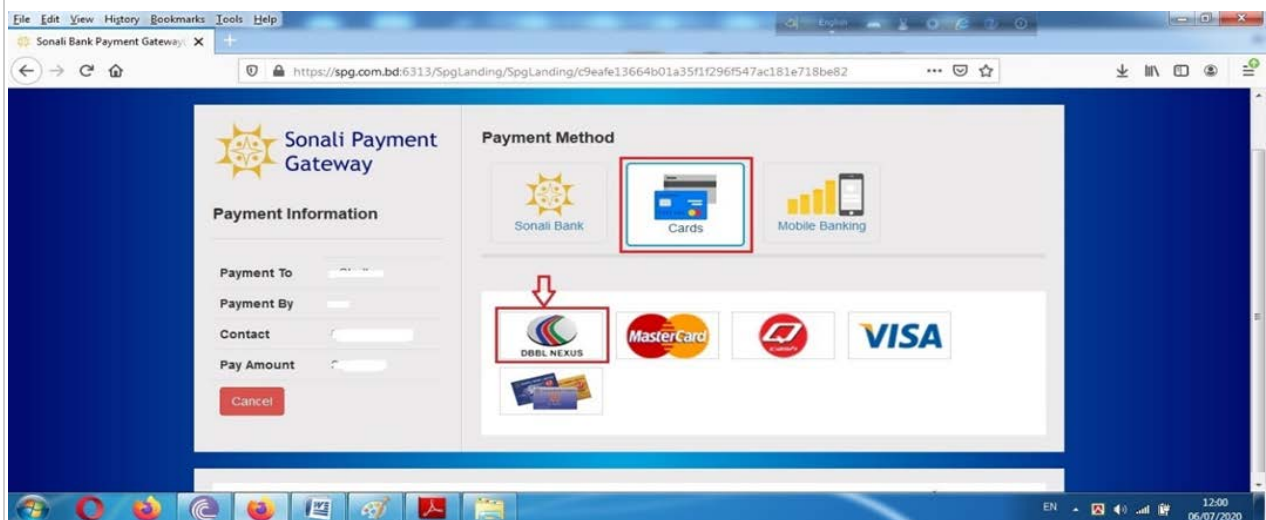 File Edit View History Bookmarks Tools Help
English
Sonali Bank Payment Gateway
https://spg.com.bd:6313/SpgLanding/SpgLanding/c9eafe13664b01a35f1f296f547ac181e718be82
Sonali Payment
Gateway
Payment Information
Payment To
Payment By
Contact
Pay Amount
Cancel
Payment Method
Sonali Bank
Cards
Mobile Banking
DBBL NEXUS
MasterCard
Q
cash
VISA
EN
12:00
06/07/2020